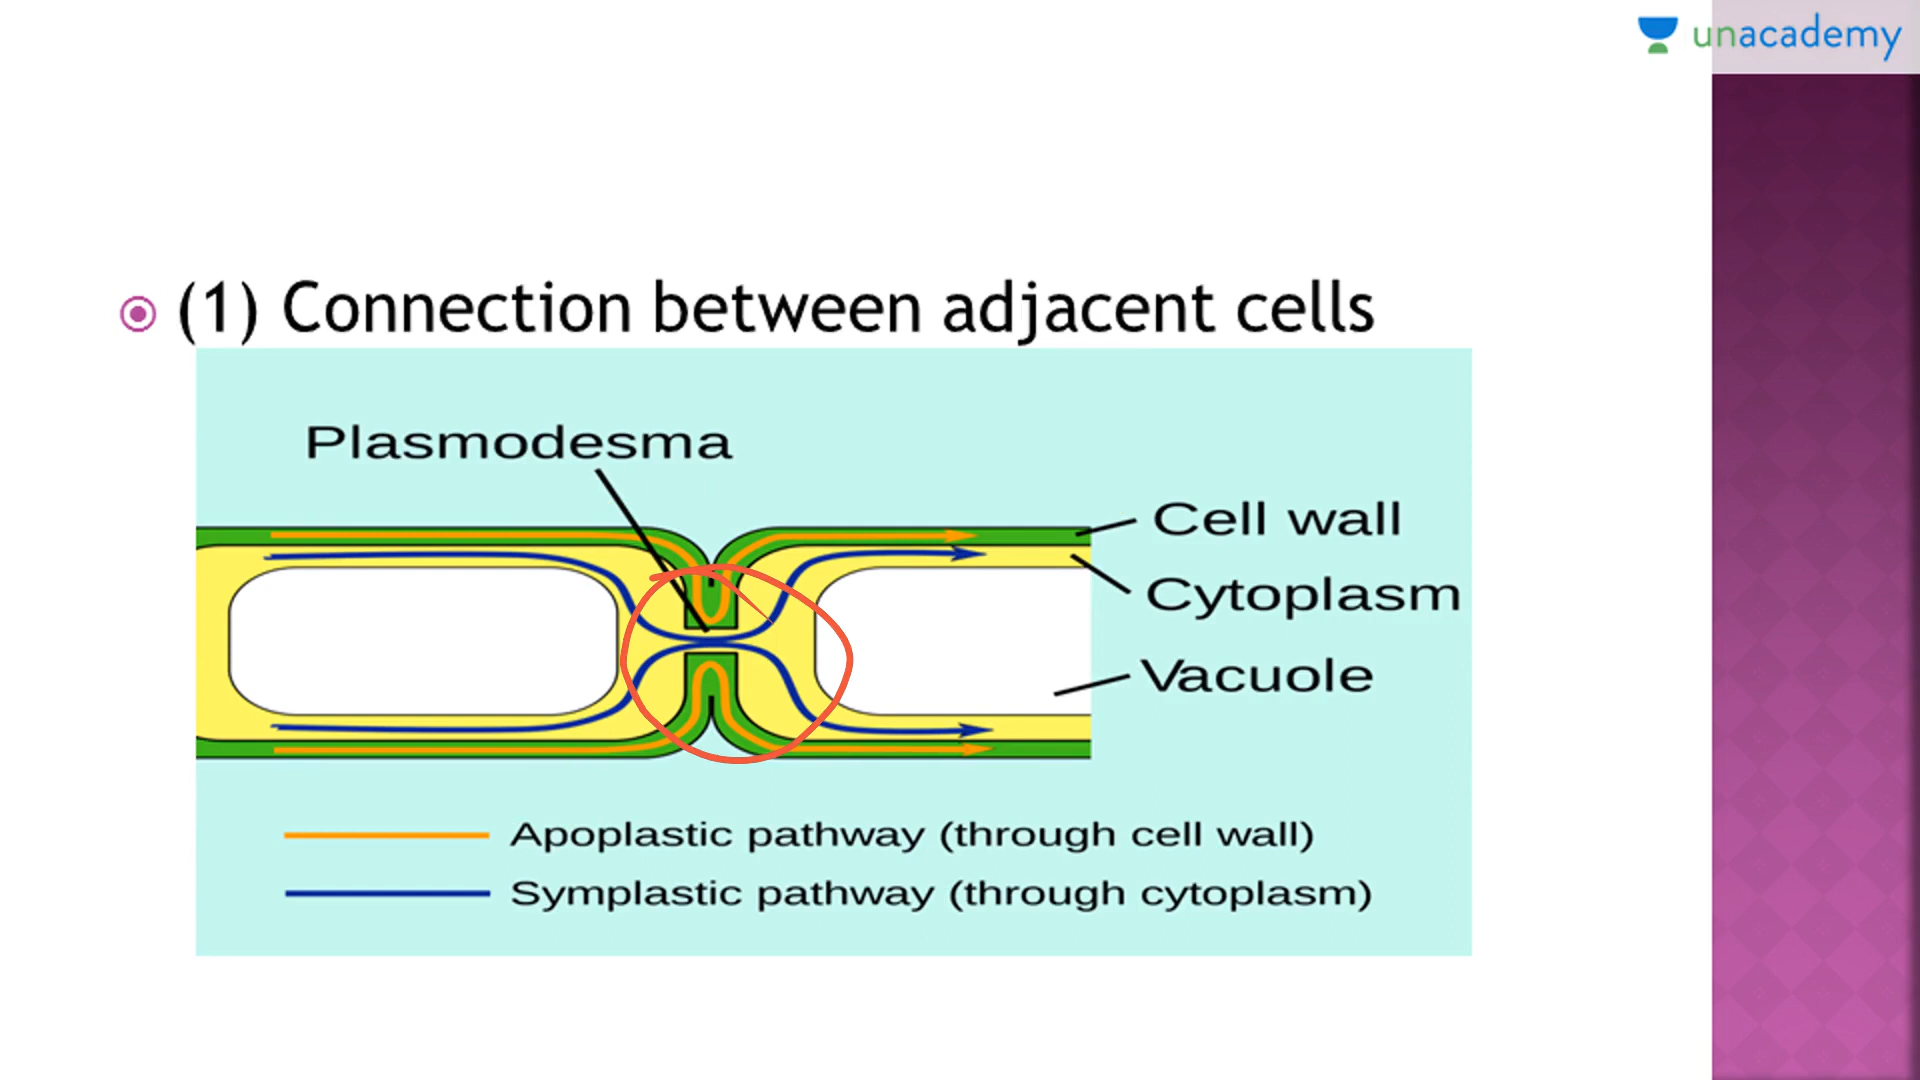 unacademy
(1) Connection between adjacent cells
Plasmodesma
Cell wall
Cytoplasm
Vacuole
Apoplastic pathway (through cell wall)
Symplastic pathway (through cytoplasm)